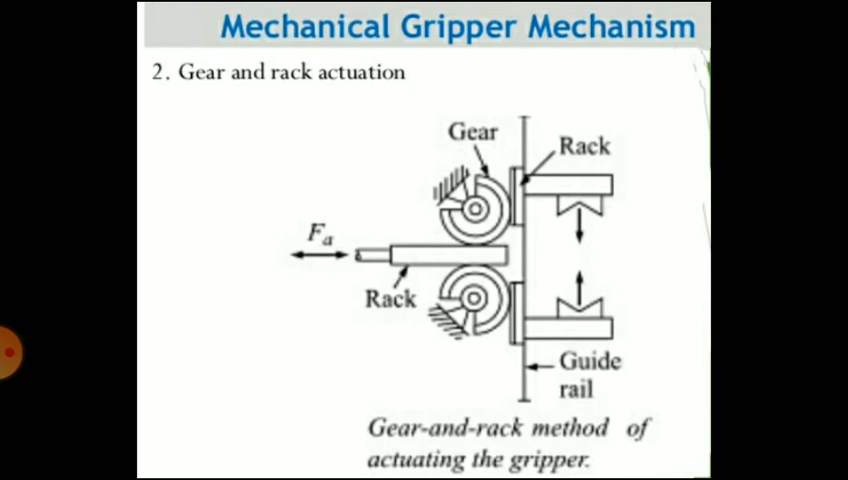 Mechanical Gripper Mechanism
2. Gear and rack actuation
Gear
Rack
Fa
Rack
Guide
rail
Gear-and-rack method of
actuating the gripper.